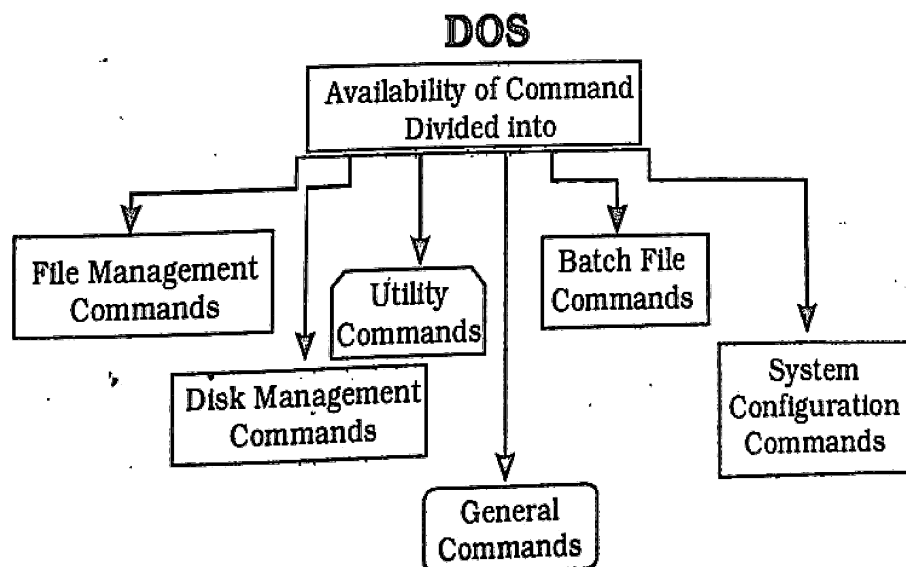 DOS
Availability of Command
Divided into
File Management
Commands
Disk Management
Commands
Utility
Commands
General
Commands
Batch File
Commands
System
Configuration
Commands